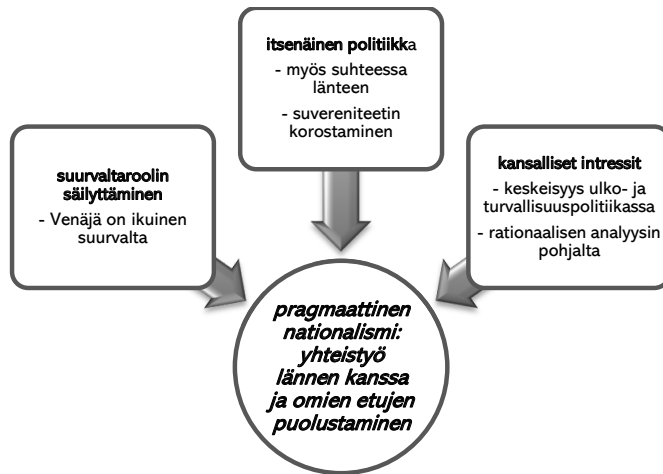 itsenäinen politiikka
- myös suhteessa
länteen
- suvereniteetin
korostaminen
suurvaltaroolin
säilyttäminen
- Venäjä on ikuinen
suurvalta
kansalliset intressit
- keskeisyys ulko- ja
turvallisuuspolitiikassa
- rationaalisen analyysin
pohjalta
pragmaattinen
nationalismi:
yhteistyö
lännen kanssa
ja omien etujen
puolustaminen